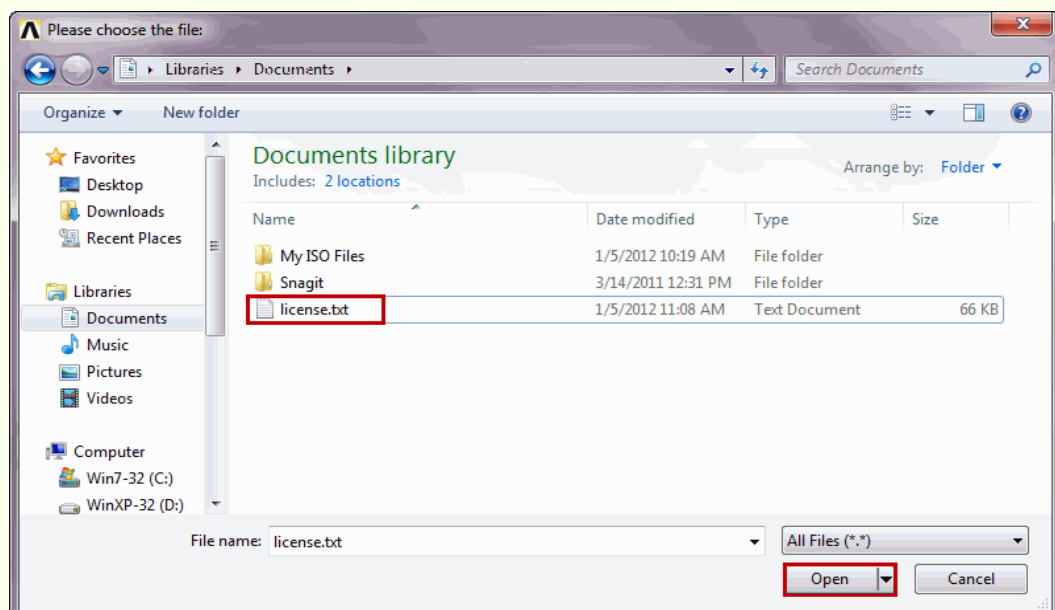 Please choose the file:
Libraries Documents
Search Documents
Organize New folder
Favorites
Desktop
Downloads
Recent Places
Libraries
Documents
Music
Pictures
Videos
Computer
Win7-32 (C:)
WinXP-32 (D:)
Documents library
Includes: 2 locations
Arrange by: Folder
Name Date modified Type Size
My ISO Files 1/5/2012 10:19 AM File folder
Snagit 3/14/2011 12:31 PM File folder
license.txt 1/5/2012 11:08 AM Text Document 66 KB
File name: license.txt All Files (*.*)
Open Cancel